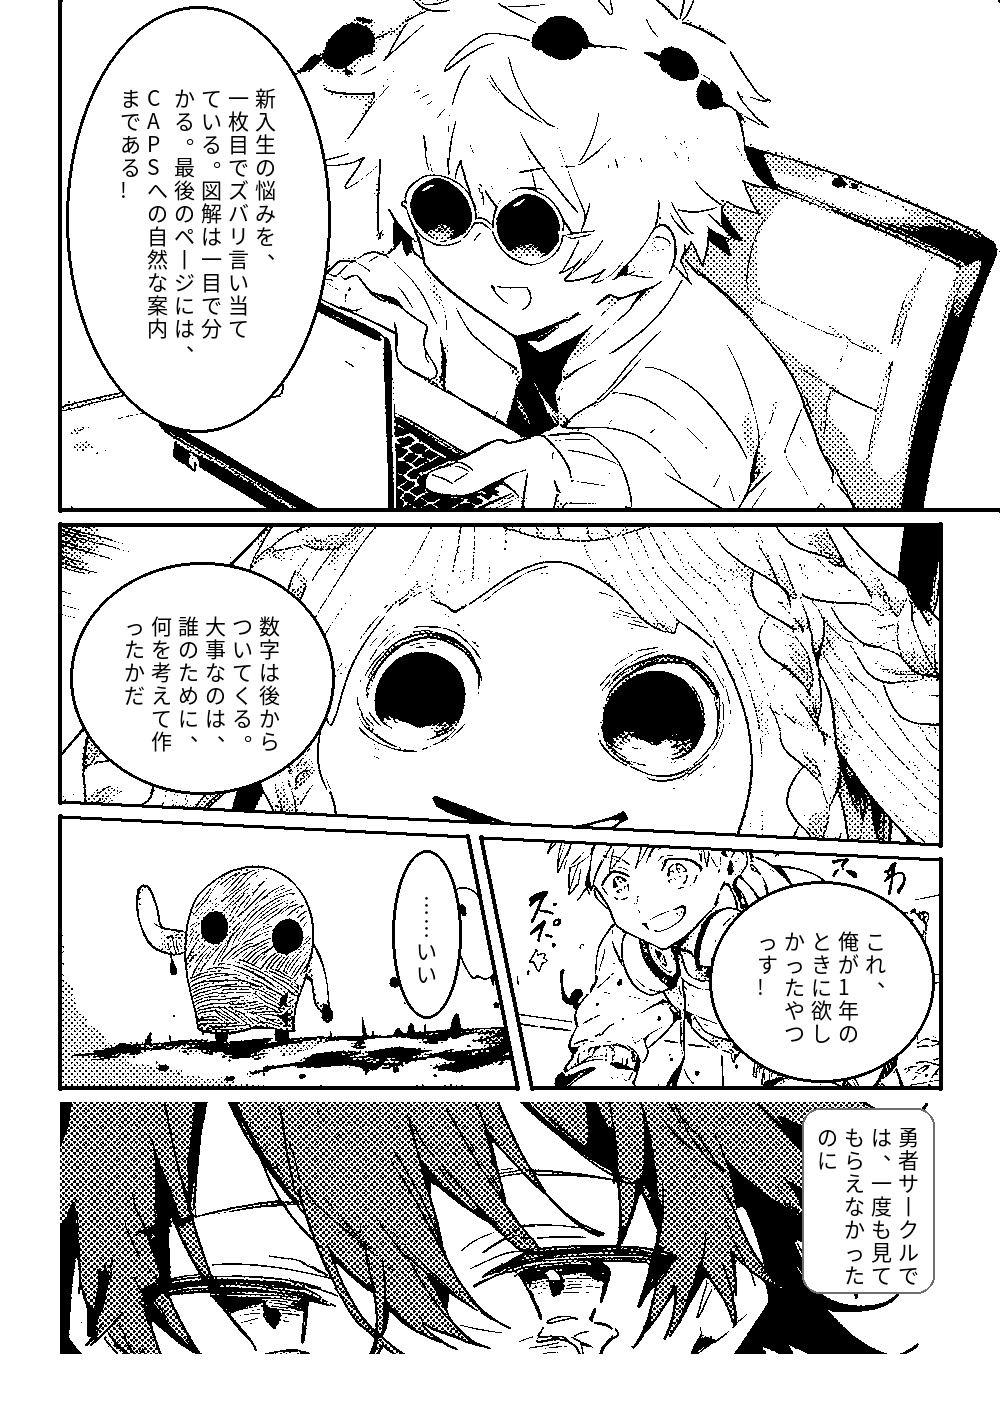 新入生の悩みを、
一枚目でズバリ言い当て
ている。図解は一目で分
かる。最後のページには、
CAPSへの自然な案内
まである！
数字は後から
ついてくる。
大事なのは、
誰のために、
何を考えて作
ったかだ
これ、
俺が1年の
ときに欲し
かったやつ
っす！
……いい
勇者サークルで
は、一度も見て
もらえなかった
のに